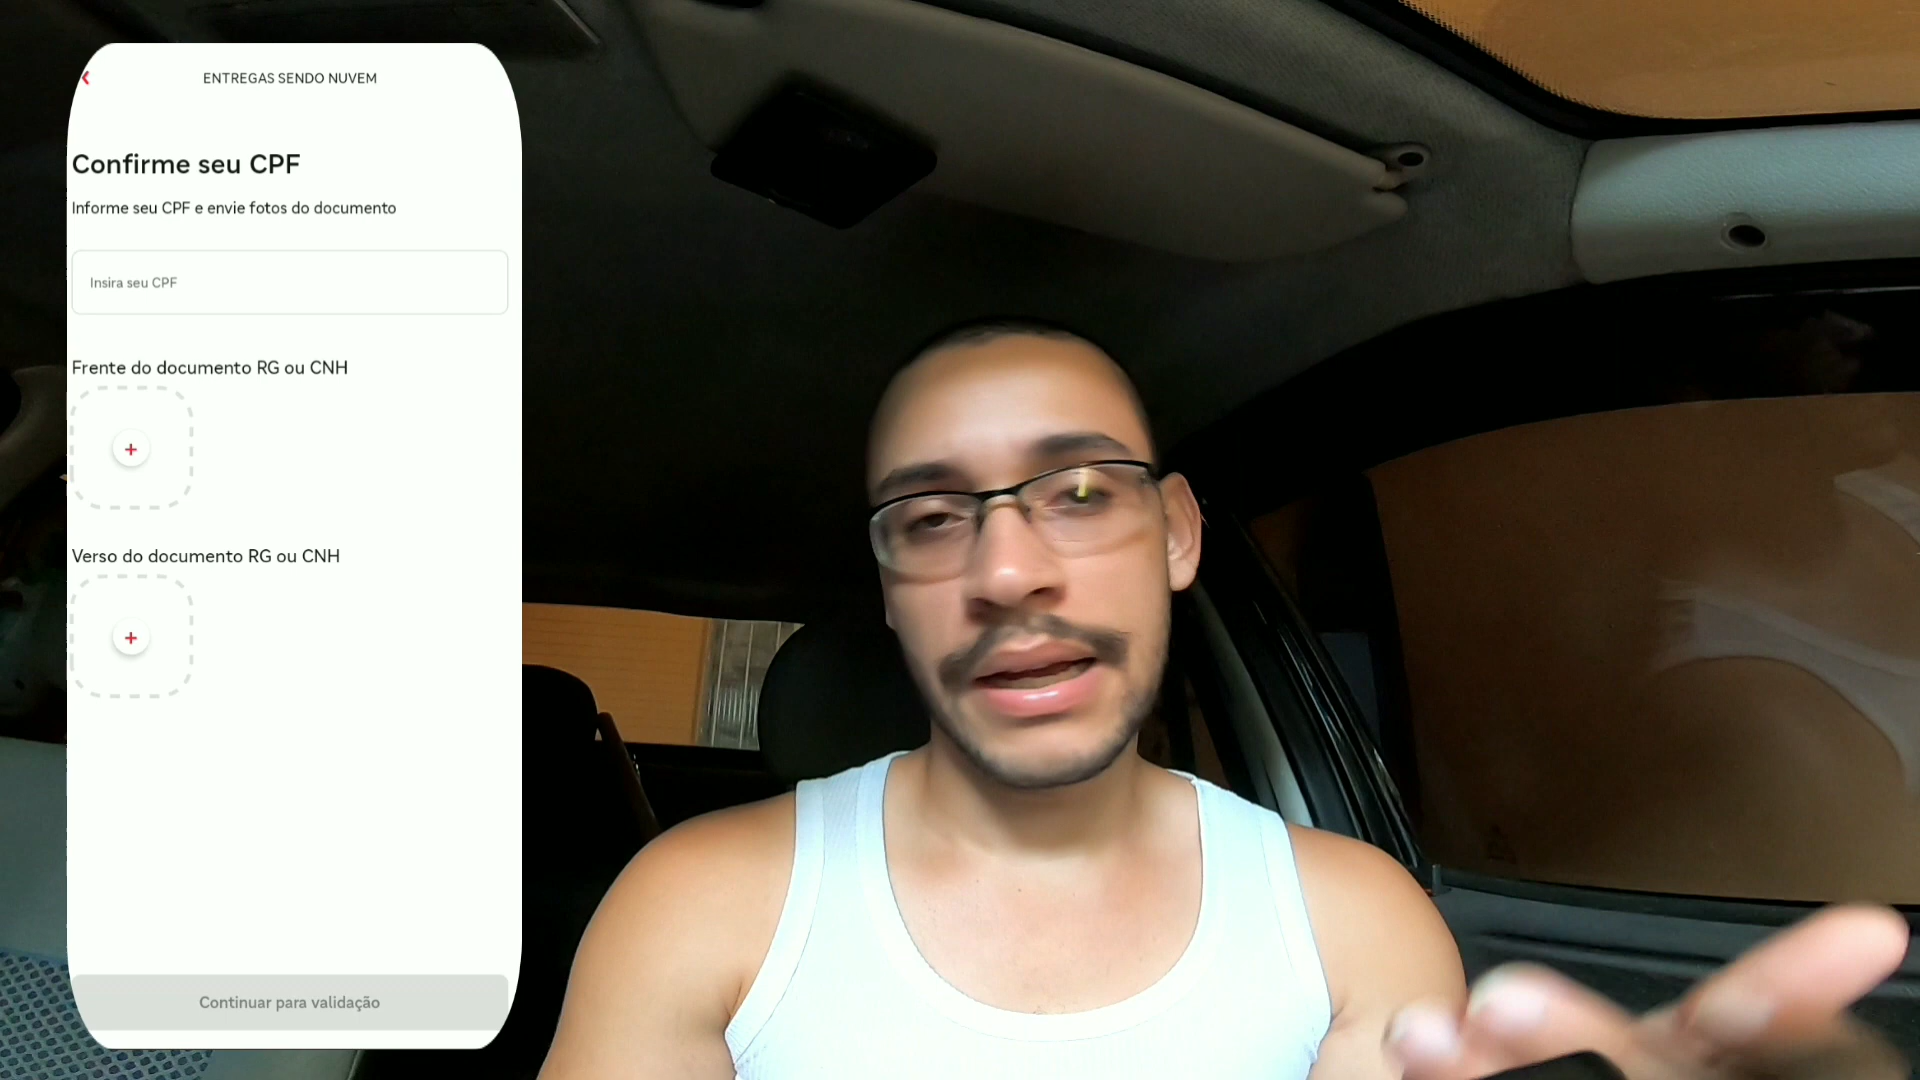 ENTREGAS SENDO NUVEM
Confirme seu CPF
Informe seu CPF e envie fotos do documento
Insira seu CPF
Frente do documento RG ou CNH
+
Verso do documento RG ou CNH
+
Continuar para validação